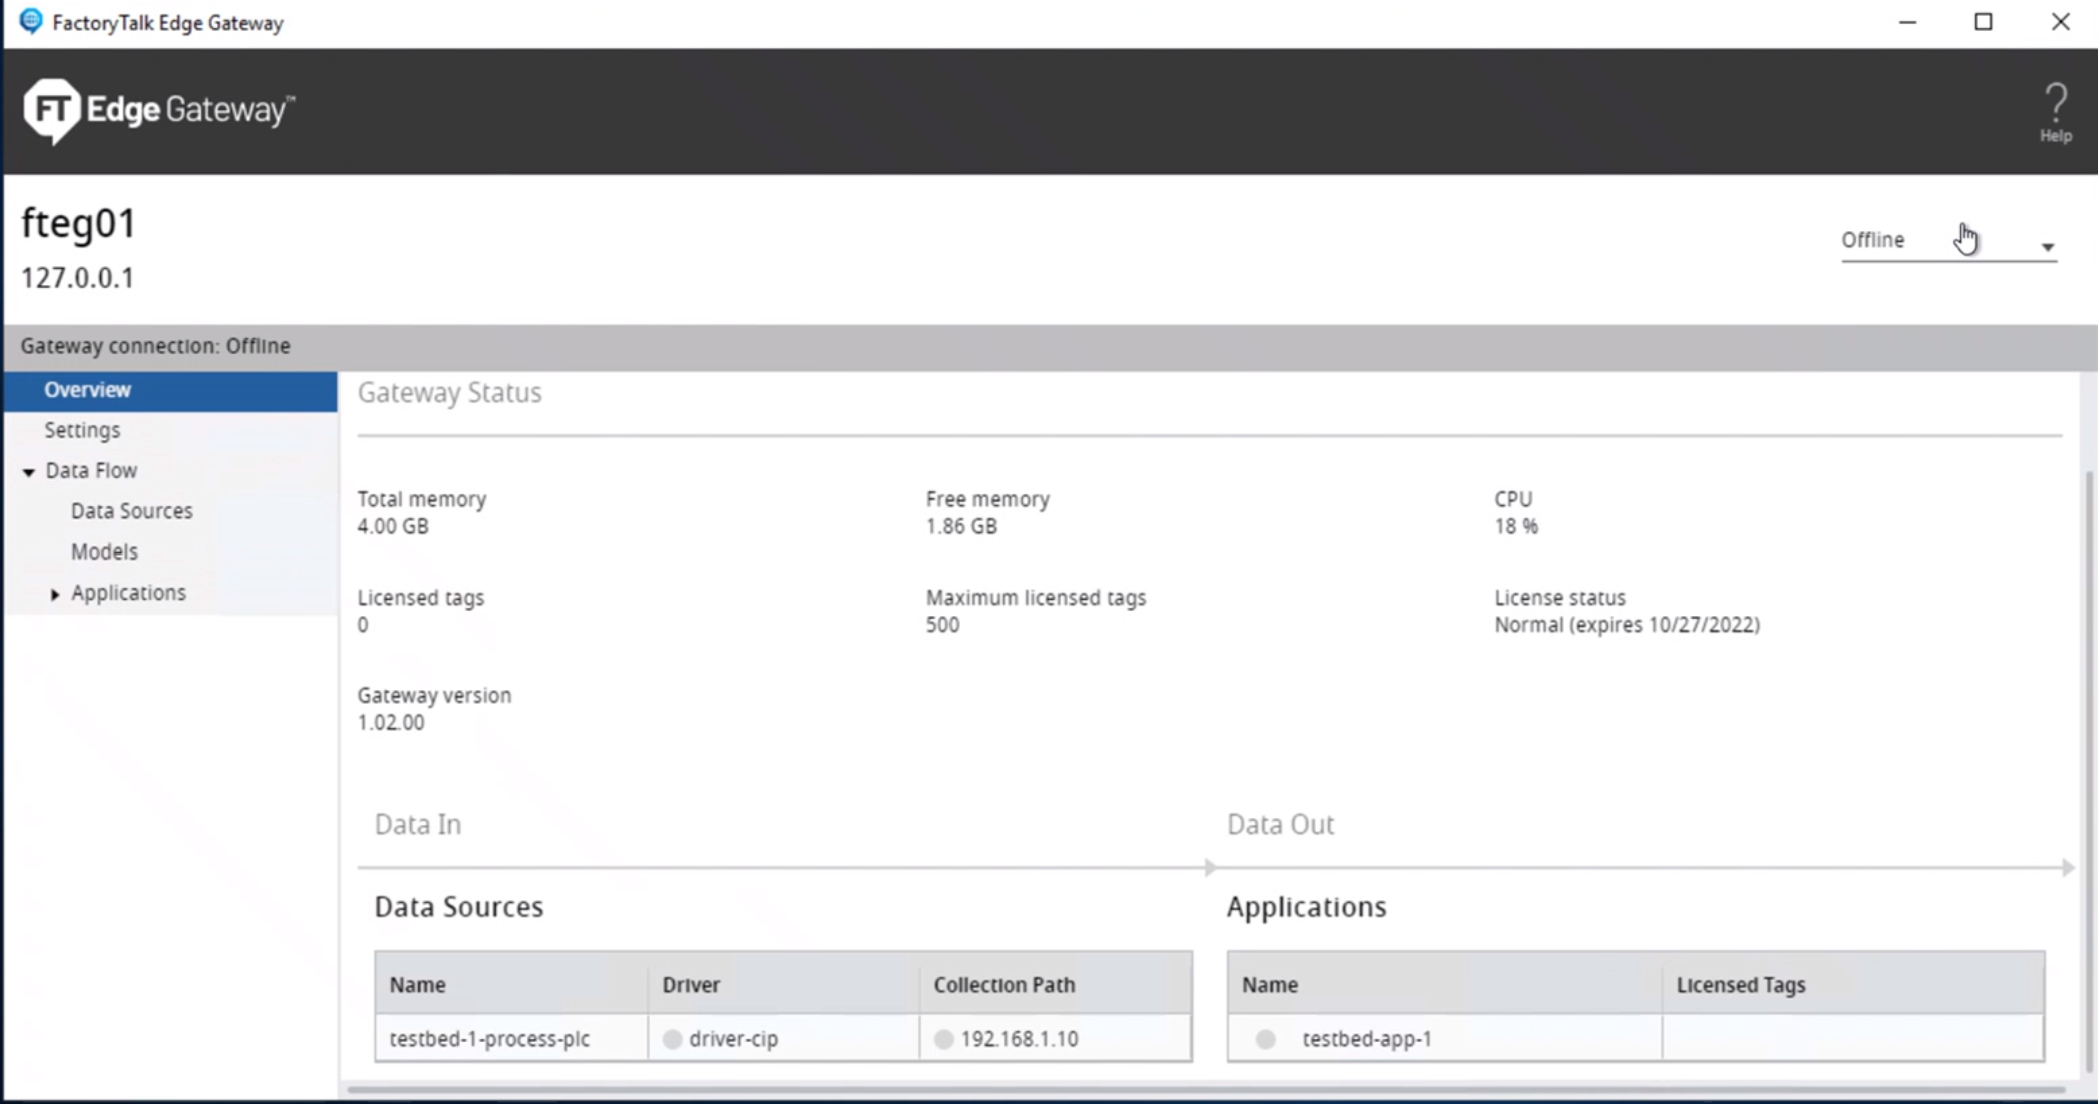 FactoryTalk Edge Gateway
FT Edge Gateway™
Help
fteg01
127.0.0.1
Offline
Gateway connection: Offline
Overview
Settings
Data Flow
Data Sources
Models
Applications
Gateway Status
Total memory
4.00 GB
Free memory
1.86 GB
CPU
18 %
Licensed tags
0
Maximum licensed tags
500
License status
Normal (expires 10/27/2022)
Gateway version
1.02.00
Data In
Data Out
Data Sources
Applications
Name Driver Collection Path
testbed-1-process-plc driver-cip 192.168.1.10
Name Licensed Tags
testbed-app-1